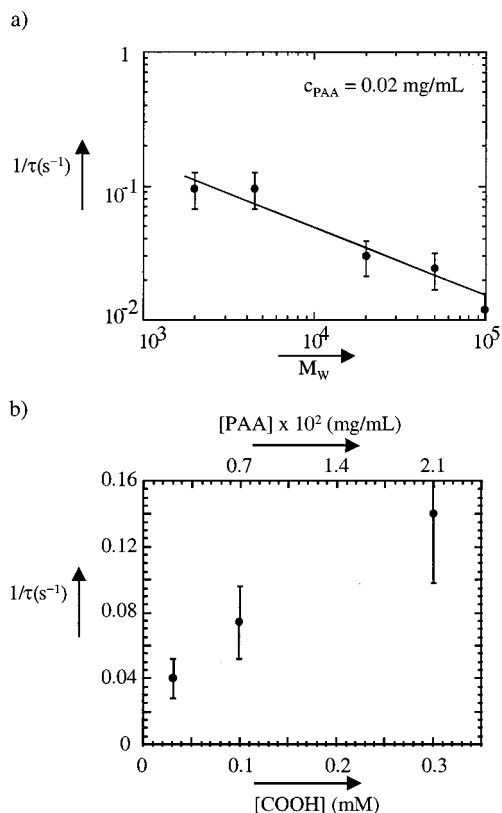 a)
1
c_PAA = 0.02 mg/mL
1/τ(s⁻¹)
10⁻¹
10⁻²
10³
10⁴
10⁵
M_W
b)
[PAA] x 10² (mg/mL)
0.7
1.4
2.1
0.16
0.12
1/τ(s⁻¹)
0.08
0.04
0
0
0.1
0.2
0.3
[COOH] (mM)